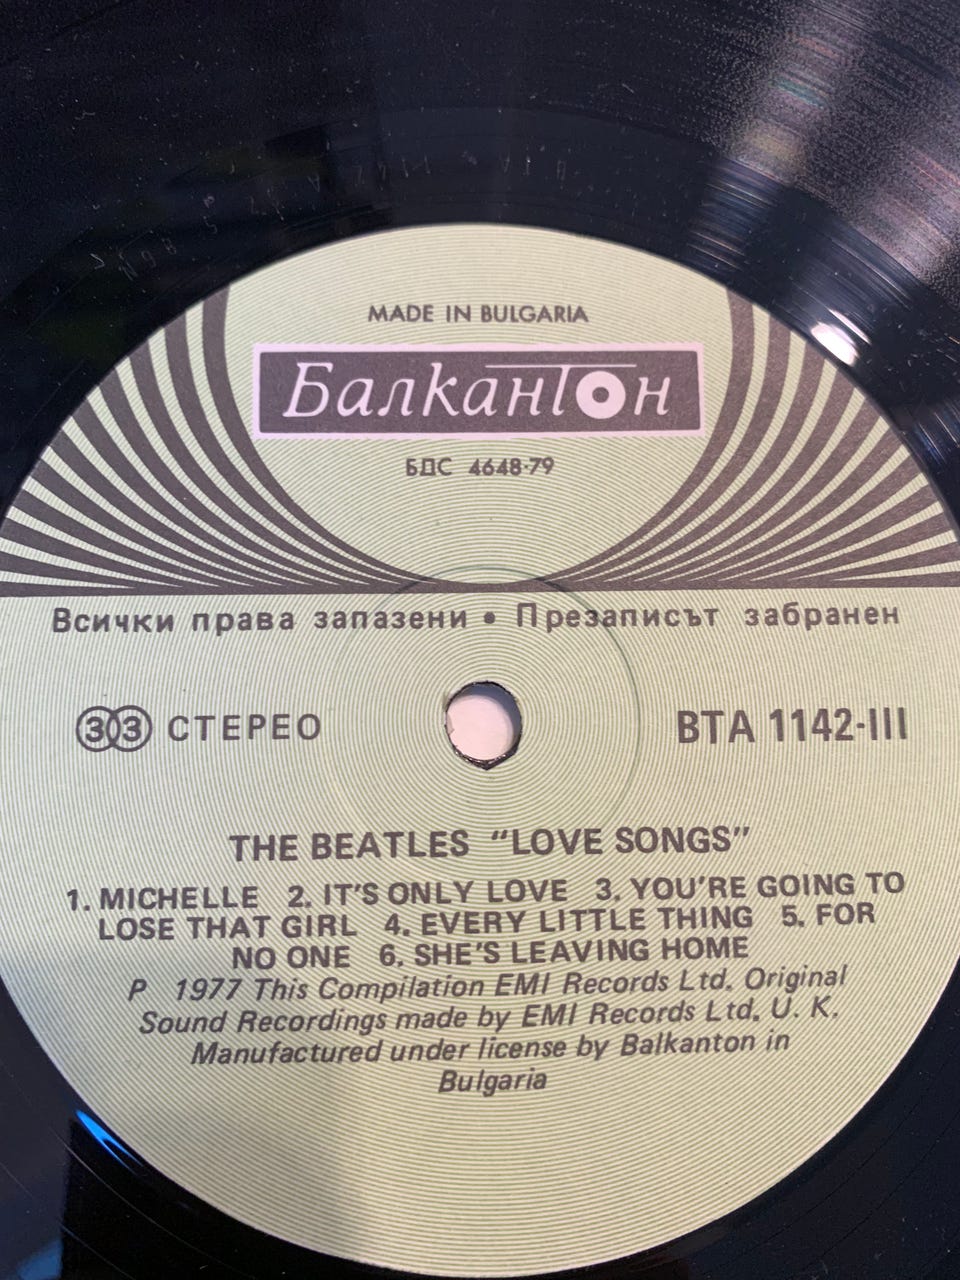 MADE IN BULGARIA
Балкантон
БДС 4648-79
Всички права запазени • Презаписът забранен
33 СТЕРЕО
ВТА 1142-III
THE BEATLES "LOVE SONGS"
1. MICHELLE 2. IT'S ONLY LOVE 3. YOU'RE GOING TO
LOSE THAT GIRL 4. EVERY LITTLE THING 5. FOR
NO ONE 6. SHE'S LEAVING HOME
P 1977 This Compilation EMI Records Ltd. Original
Sound Recordings made by EMI Records Ltd. U. K.
Manufactured under license by Balkanton in
Bulgaria